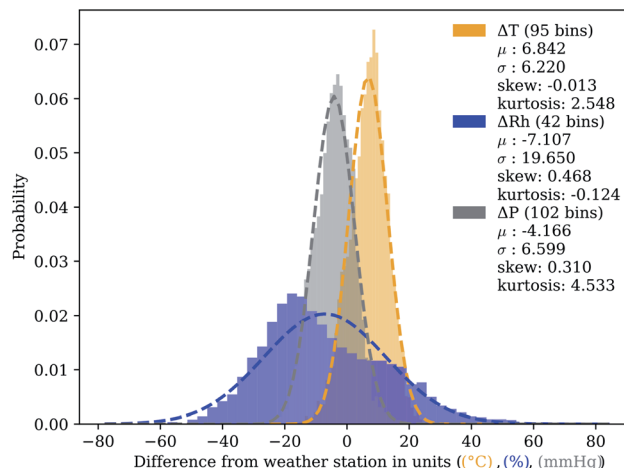 0.07
0.06
0.05
0.04
0.03
0.02
0.01
0.00
Probability
ΔT (95 bins)
μ : 6.842
σ : 6.220
skew: -0.013
kurtosis: 2.548
ΔRh (42 bins)
μ : -7.107
σ : 19.650
skew: 0.468
kurtosis: -0.124
ΔP (102 bins)
μ : -4.166
σ : 6.599
skew: 0.310
kurtosis: 4.533
−80 −60 −40 −20 0 20 40 60 80
Difference from weather station in units ((°C) ,(%), (mmHg)